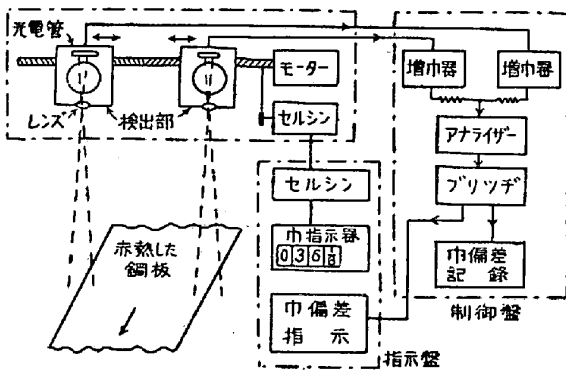 光電管
モーター
レンズ
検出部
セルシン
増巾器
増巾器
アナライザー
ブリツヂ
巾偏差
記録
制御盤
セルシン
巾指示器
0 3 6 1/8
巾偏差
指示
指示盤
赤熱した
鋼板